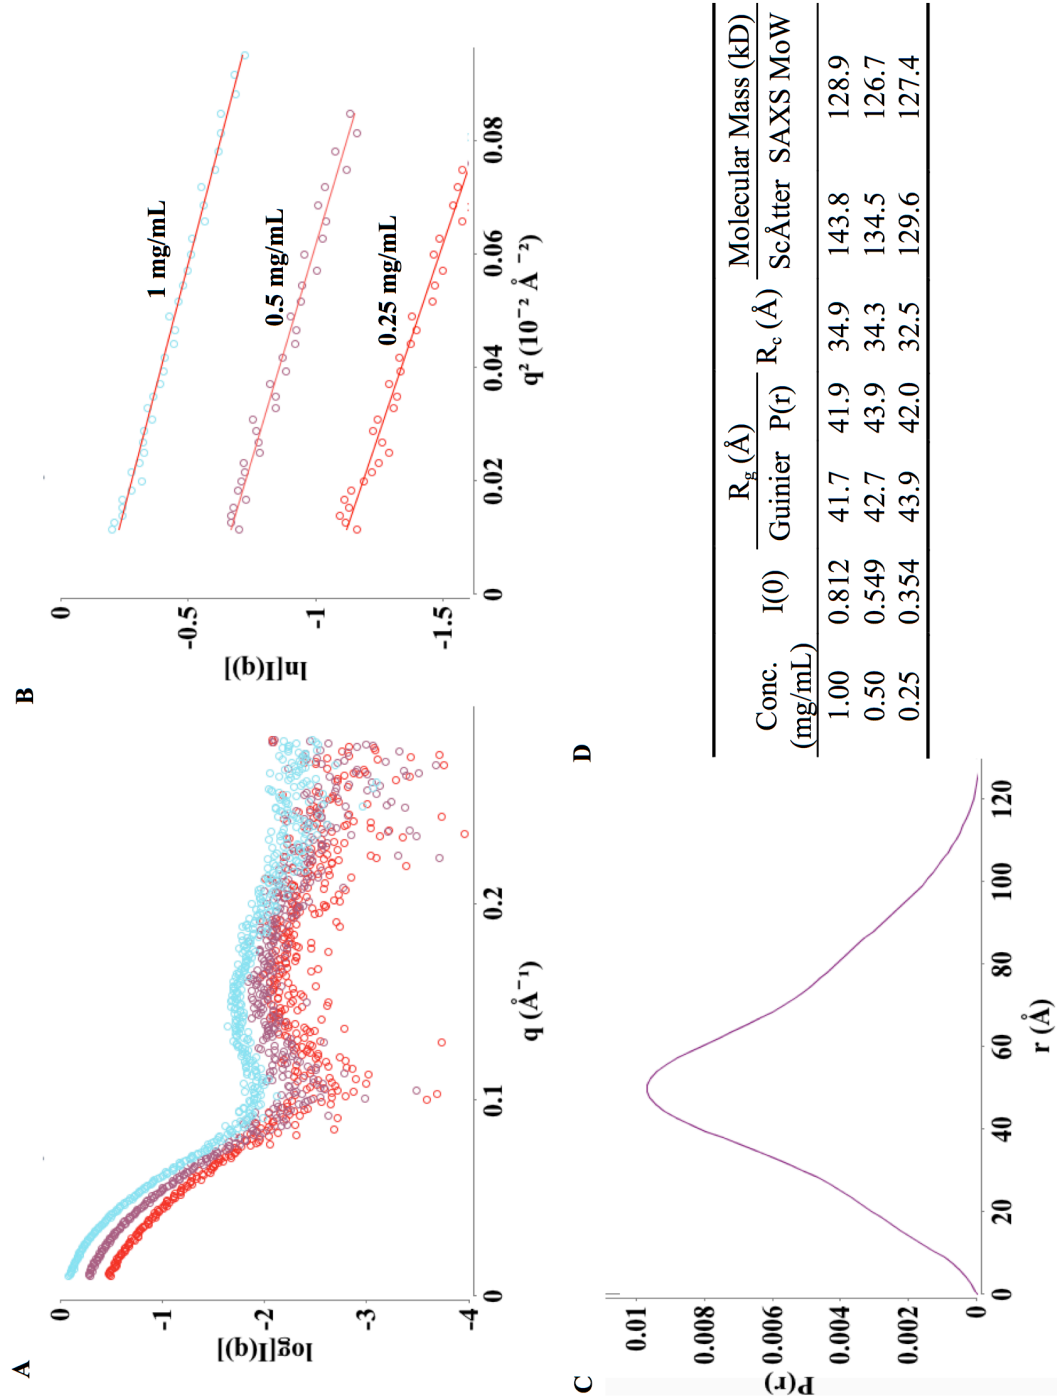 A
log[I(q)]
0
-1
-2
-3
-4
0
0.1
0.2
q (Å⁻¹)
B
ln[I(q)]
0
-0.5
-1
-1.5
1 mg/mL
0.5 mg/mL
0.25 mg/mL
0
0.02
0.04
0.06
0.08
q² (10⁻² Å⁻²)
C
P(r)
0.01
0.008
0.006
0.004
0.002
0
0
20
40
60
80
100
120
r (Å)
D
Rg (Å) Molecular Mass (kD)
Conc. (mg/mL) I(0) Guinier P(r) Rc (Å) ScÅtter SAXS MoW
1.00 0.812 41.7 41.9 34.9 143.8 128.9
0.50 0.549 42.7 43.9 34.3 134.5 126.7
0.25 0.354 43.9 42.0 32.5 129.6 127.4